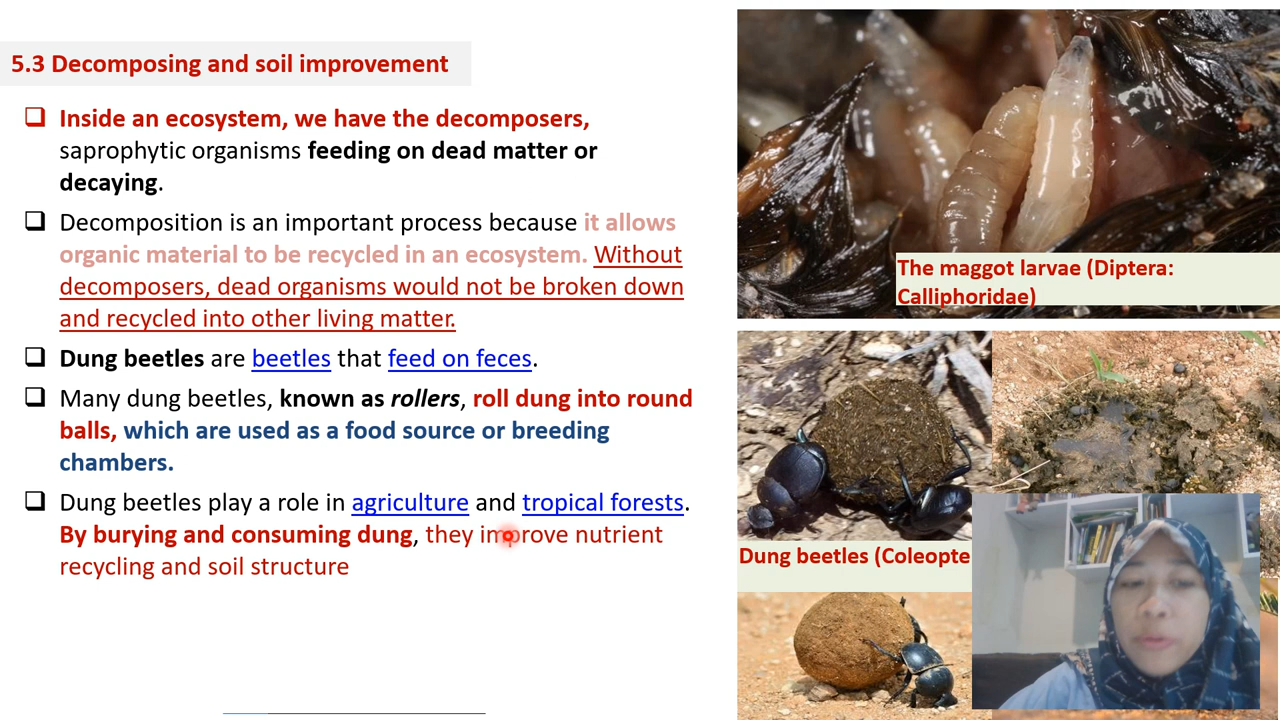 5.3 Decomposing and soil improvement
Inside an ecosystem, we have the decomposers,
saprophytic organisms feeding on dead matter or
decaying.
Decomposition is an important process because it allows
organic material to be recycled in an ecosystem. Without
decomposers, dead organisms would not be broken down
and recycled into other living matter.
Dung beetles are beetles that feed on feces.
Many dung beetles, known as rollers, roll dung into round
balls, which are used as a food source or breeding
chambers.
Dung beetles play a role in agriculture and tropical forests.
By burying and consuming dung, they improve nutrient
recycling and soil structure
The maggot larvae (Diptera:
Calliphoridae)
Dung beetles (Coleopte